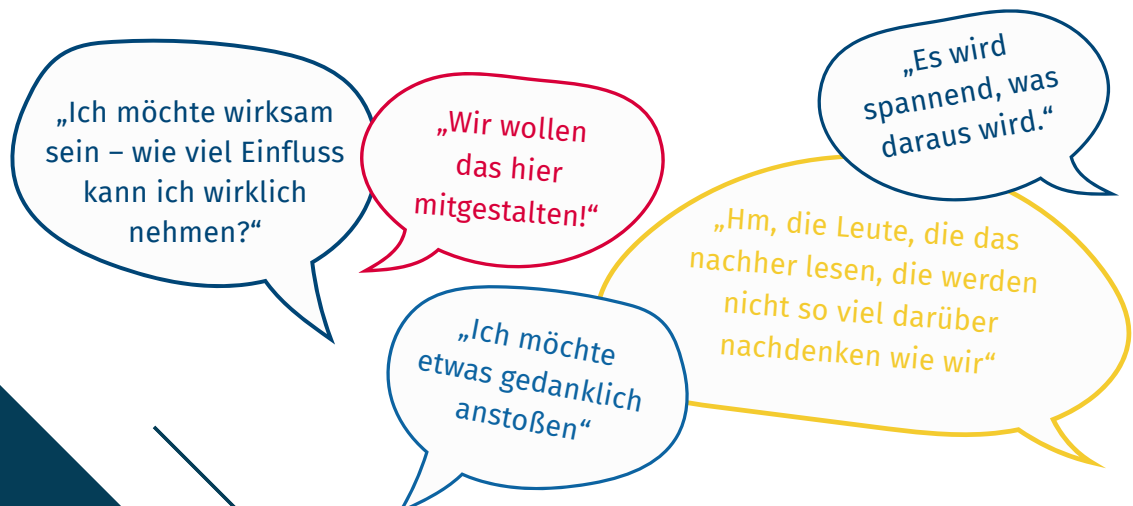 „Ich möchte wirksam
sein – wie viel Einfluss
kann ich wirklich
nehmen?“
„Wir wollen
das hier
mitgestalten!“
„Es wird
spannend, was
daraus wird.“
„Hm, die Leute, die das
nachher lesen, die werden
nicht so viel darüber
nachdenken wie wir“
„Ich möchte
etwas gedanklich
anstoßen“